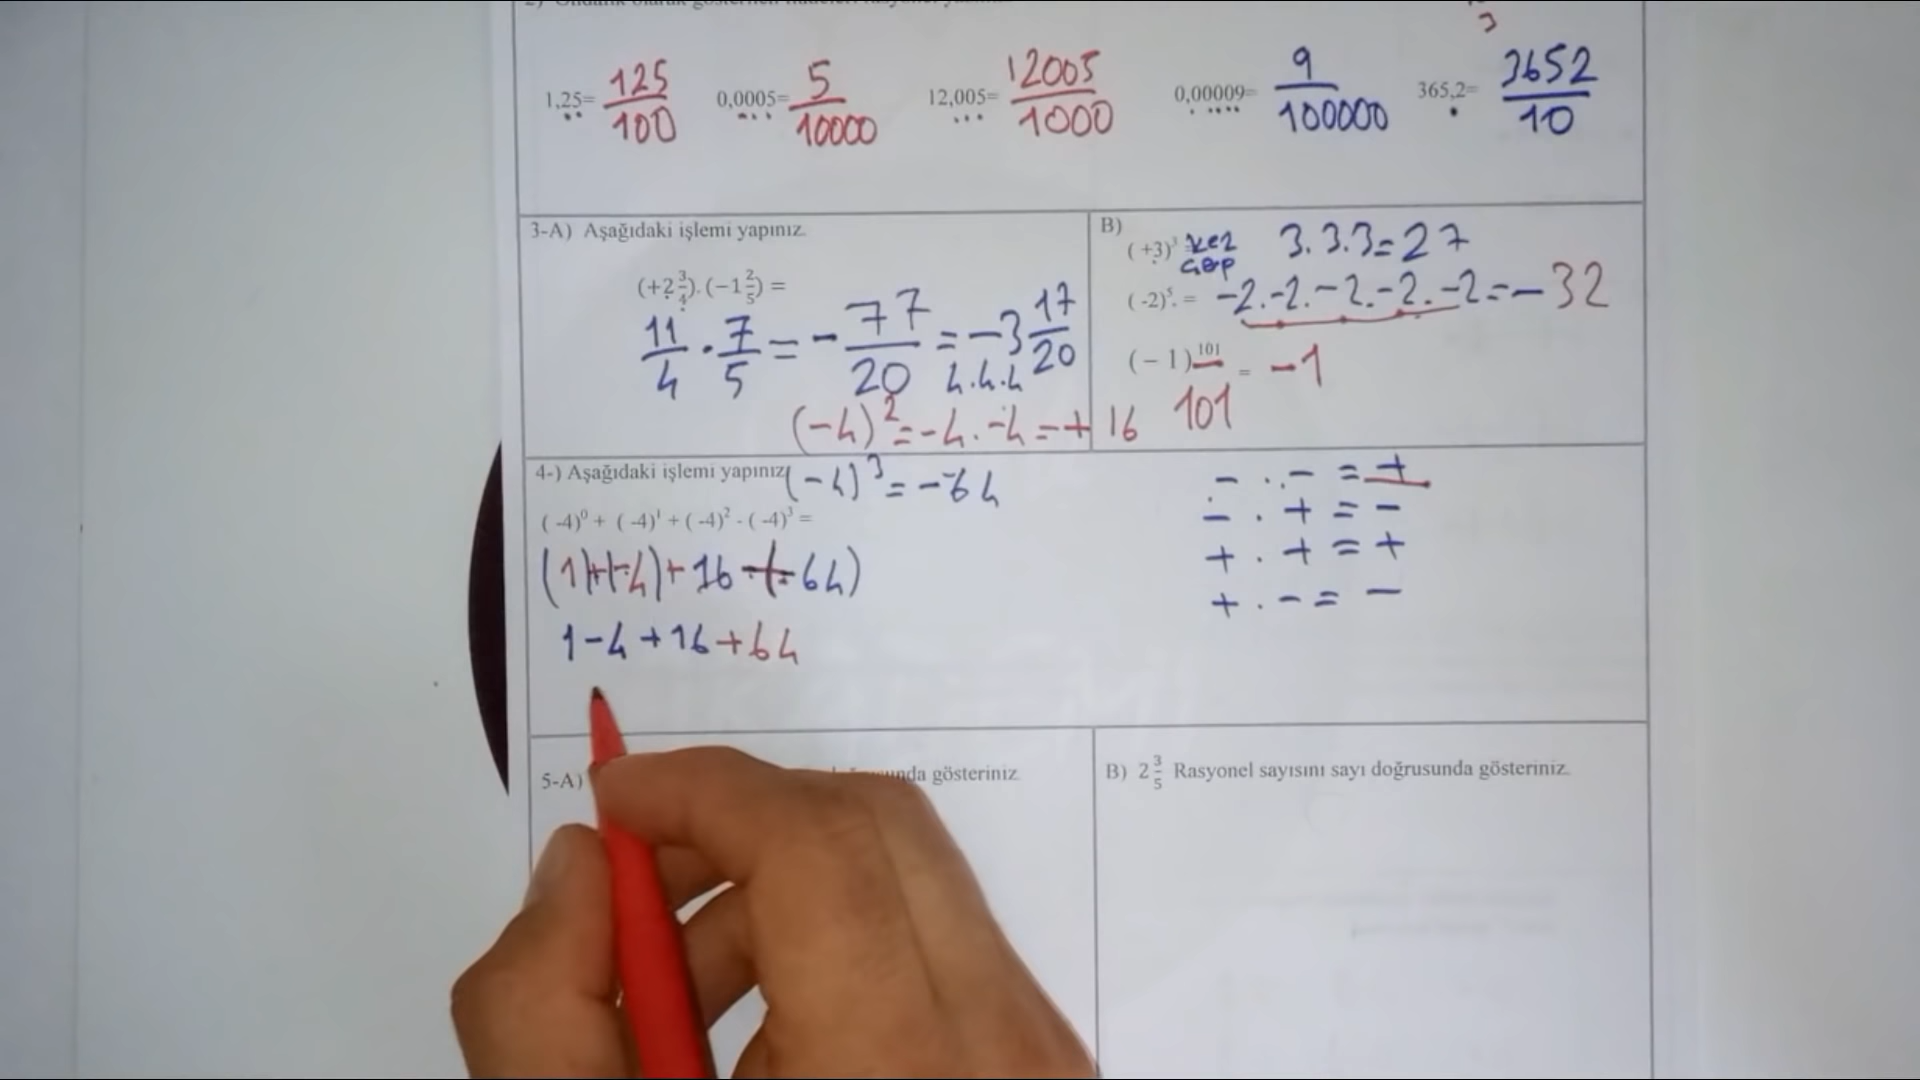 1,25= 125/100 0,0005= 5/10000 12,005= 12005/1000 0,00009= 9/100000 365,2= 3652/10
3
3-A) Aşağıdaki işlemi yapınız.
(+2 3/4).(-1 2/5) =
11/4 . 7/5 = -77/20 = -3 17/20
4.4.4
(-4)² = -4.-4 = + 16
B)
(+3)³ kez 3.3.3=27
(-2)⁵. = -2.-2.-2.-2.-2=-32
(-1)¹⁰¹ = -1
101
4-) Aşağıdaki işlemi yapınız
(-4)³ = -64
(-4)⁰ + (-4)¹ + (-4)² - (-4)³ =
(1)+(-4)+16-(-64)
1-4+16+64
- . - = +
- . + = -
+ . + = +
+ . - = -
5-A) gösteriniz
B) 2 3/5 Rasyonel sayısını sayı doğrusunda gösteriniz.